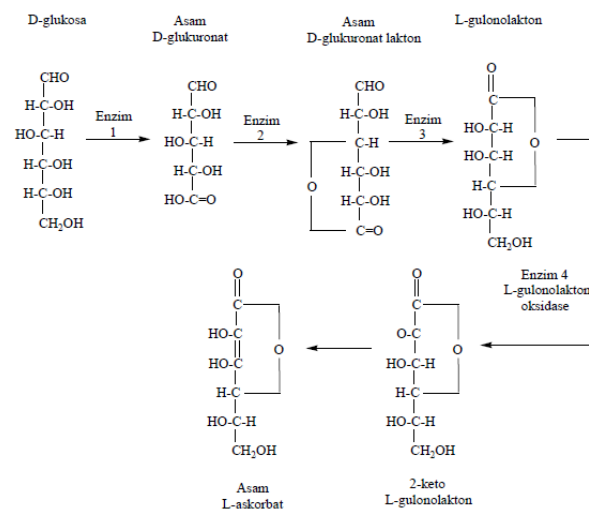 D-glukosa
CHO
H-C-OH
HO-C-H
H-C-OH
H-C-OH
CH₂OH
Enzim
1
Asam
D-glukuronat
CHO
H-C-OH
HO-C-H
H-C-OH
HO-C=O
Enzim
2
Asam
D-glukuronat lakton
CHO
H-C-OH
C-H
H-C-OH
O
H-C-OH
C=O
Enzim
3
L-gulonolakton
O
C
HO-C-H
O
HO-C-H
H-C
HO-C-H
CH₂OH
Enzim 4
L-gulonolakton
oksidase
O
C
O-C
O
HO-C-H
H-C
HO-C-H
CH₂OH
2-keto
L-gulonolakton
O
C
HO-C
O
HO-C
H-C
HO-C-H
CH₂OH
Asam
L-askorbat